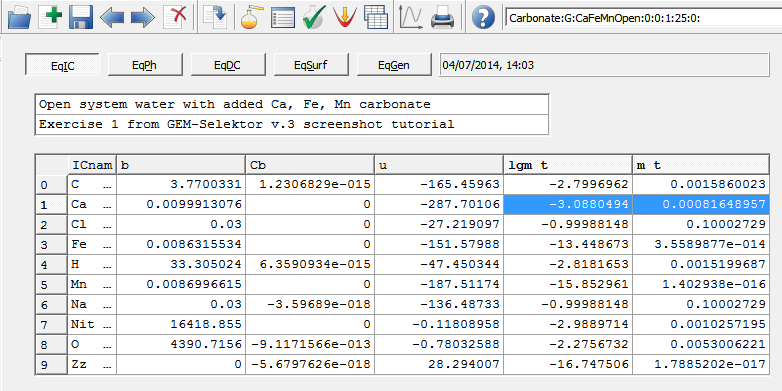 Carbonate:G:CaFeMnOpen:0:0:1:25:0:
EqIC EqPh EqDC EqSurf EqGen 04/07/2014, 14:03
Open system water with added Ca, Fe, Mn carbonate
Exercise 1 from GEM-Selektor v.3 screenshot tutorial
ICnam b Cb u lgm t m t
0 C ... 3.7700331 1.2306829e-015 -165.45963 -2.7996962 0.0015860023
1 Ca ... 0.0099913076 0 -287.70106 -3.0880494 0.00081648957
2 Cl ... 0.03 0 -27.219097 -0.99988148 0.10002729
3 Fe ... 0.0086315534 0 -151.57988 -13.448673 3.5589877e-014
4 H ... 33.305024 6.3590934e-015 -47.450344 -2.8181653 0.0015199687
5 Mn ... 0.0086996615 0 -187.51174 -15.852961 1.402938e-016
6 Na ... 0.03 -3.59689e-018 -136.48733 -0.99988148 0.10002729
7 Nit ... 16418.855 0 -0.11808958 -2.9889714 0.0010257195
8 O ... 4390.7156 -9.1171566e-013 -0.78032588 -2.2756732 0.0053006221
9 Zz ... 0 -5.6797626e-018 28.294007 -16.747506 1.7885202e-017